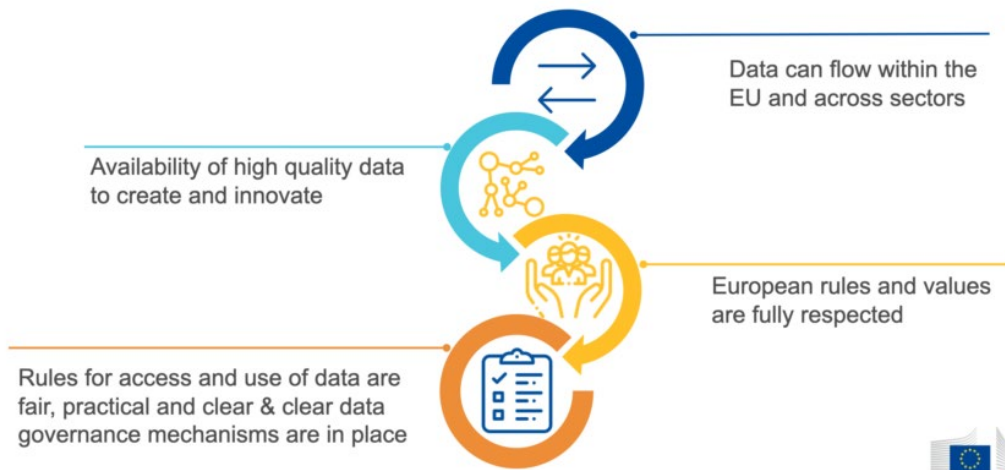 Data can flow within the
EU and across sectors
Availability of high quality data
to create and innovate
European rules and values
are fully respected
Rules for access and use of data are
fair, practical and clear & clear data
governance mechanisms are in place